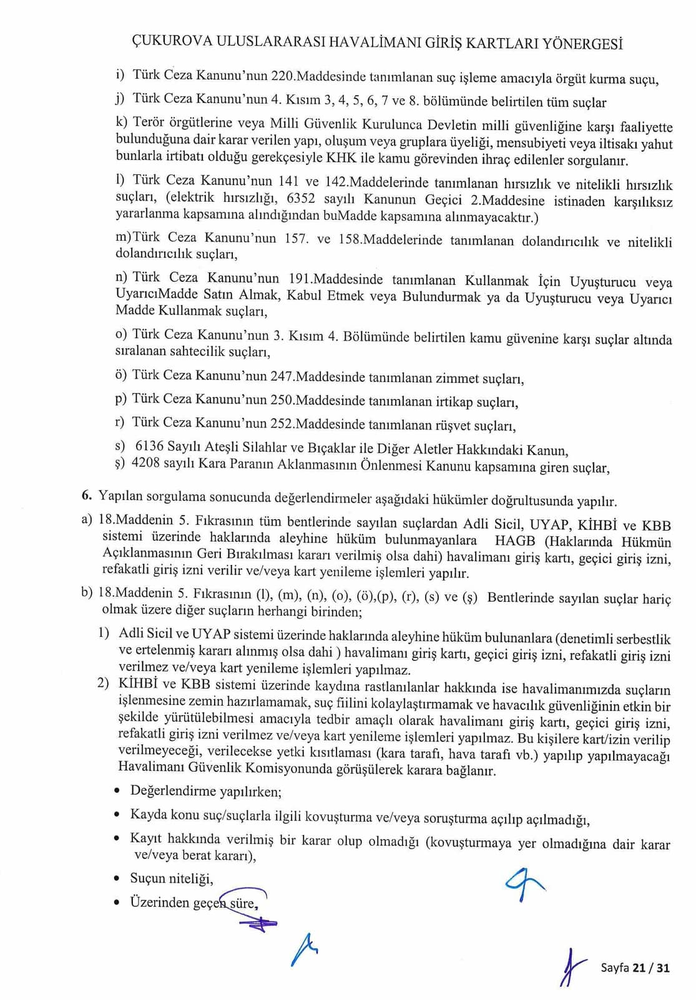 ÇUKUROVA ULUSLARARASI HAVALİMANI GİRİŞ KARTLARI YÖNERGESİ
i) Türk Ceza Kanunu’nun 220.Maddesinde tanımlanan suç işleme amacıyla örgüt kurma suçu,
j) Türk Ceza Kanunu’nun 4. Kısım 3, 4, 5, 6, 7 ve 8. bölümünde belirtilen tüm suçlar
k) Terör örgütlerine veya Milli Güvenlik Kurulunca Devletin milli güvenliğine karşı faaliyette
bulunduğuna dair karar verilen yapı, oluşum veya gruplara üyeliği, mensubiyeti veya iltisakı yahut
bunlarla irtibatı olduğu gerekçesiyle KHK ile kamu görevinden ihraç edilenler sorgulanır.
l) Türk Ceza Kanunu’nun 141 ve 142.Maddelerinde tanımlanan hırsızlık ve nitelikli hırsızlık
suçları, (elektrik hırsızlığı, 6352 sayılı Kanunun Geçici 2.Maddesine istinaden karşılıksız
yararlanma kapsamına alındığından buMadde kapsamına alınmayacaktır.)
m)Türk Ceza Kanunu’nun 157. ve 158.Maddelerinde tanımlanan dolandırıcılık ve nitelikli
dolandırıcılık suçları,
n) Türk Ceza Kanunu’nun 191.Maddesinde tanımlanan Kullanmak İçin Uyuşturucu veya
UyarıcıMadde Satın Almak, Kabul Etmek veya Bulundurmak ya da Uyuşturucu veya Uyarıcı
Madde Kullanmak suçları,
o) Türk Ceza Kanunu’nun 3. Kısım 4. Bölümünde belirtilen kamu güvenine karşı suçlar altında
sıralanan sahtecilik suçları,
ö) Türk Ceza Kanunu’nun 247.Maddesinde tanımlanan zimmet suçları,
p) Türk Ceza Kanunu’nun 250.Maddesinde tanımlanan irtikap suçları,
r) Türk Ceza Kanunu’nun 252.Maddesinde tanımlanan rüşvet suçları,
s) 6136 Sayılı Ateşli Silahlar ve Bıçaklar ile Diğer Aletler Hakkındaki Kanun,
ş) 4208 sayılı Kara Paranın Aklanmasının Önlenmesi Kanunu kapsamına giren suçlar,
6. Yapılan sorgulama sonucunda değerlendirmeler aşağıdaki hükümler doğrultusunda yapılır.
a) 18.Maddenin 5. Fıkrasının tüm bentlerinde sayılan suçlardan Adli Sicil, UYAP, KİHBİ ve KBB
sistemi üzerinde haklarında aleyhine hüküm bulunmayanlara HAGB (Haklarında Hükmün
Açıklanmasının Geri Bırakılması kararı verilmiş olsa dahi) havalimanı giriş kartı, geçici giriş izni,
refakatli giriş izni verilir ve/veya kart yenileme işlemleri yapılır.
b) 18.Maddenin 5. Fıkrasının (l), (m), (n), (o), (ö),(p), (r), (s) ve (ş) Bentlerinde sayılan suçlar hariç
olmak üzere diğer suçların herhangi birinden;
1) Adli Sicil ve UYAP sistemi üzerinde haklarında aleyhine hüküm bulunanlara (denetimli serbestlik
ve ertelenmiş kararı alınmış olsa dahi ) havalimanı giriş kartı, geçici giriş izni, refakatli giriş izni
verilmez ve/veya kart yenileme işlemleri yapılmaz.
2) KİHBİ ve KBB sistemi üzerinde kaydına rastlanılanlar hakkında ise havalimanımızda suçların
işlenmesine zemin hazırlamamak, suç fiilini kolaylaştırmamak ve havacılık güvenliğinin etkin bir
şekilde yürütülebilmesi amacıyla tedbir amaçlı olarak havalimanı giriş kartı, geçici giriş izni,
refakatli giriş izni verilmez ve/veya kart yenileme işlemleri yapılmaz. Bu kişilere kart/izin verilip
verilmeyeceği, verilecekse yetki kısıtlaması (kara tarafı, hava tarafı vb.) yapılıp yapılmayacağı
Havalimanı Güvenlik Komisyonunda görüşülerek karara bağlanır.
• Değerlendirme yapılırken;
• Kayda konu suç/suçlarla ilgili kovuşturma ve/veya soruşturma açılıp açılmadığı,
• Kayıt hakkında verilmiş bir karar olup olmadığı (kovuşturmaya yer olmadığına dair karar
ve/veya berat kararı),
• Suçun niteliği,
• Üzerinden geçen süre,
Sayfa 21 / 31